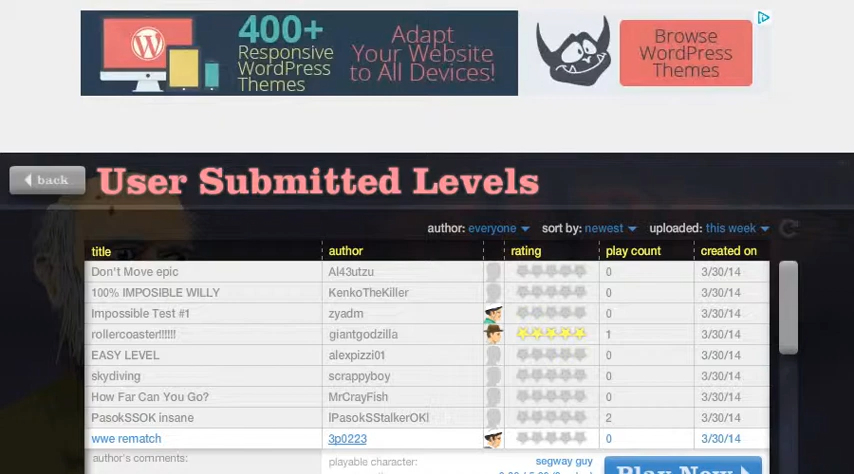 400+
Responsive
WordPress
Themes
Adapt
Your Website
to All Devices!
Browse
WordPress
Themes
back
User Submitted Levels
author: everyone sort by: newest uploaded: this week
title author rating play count created on
Don't Move epic Al43utzu 0 3/30/14
100% IMPOSIBLE WILLY KenkoTheKiller 0 3/30/14
Impossible Test #1 zyadm 0 3/30/14
rollercoaster!!!!!! giantgodzilla 1 3/30/14
EASY LEVEL alexpizzi01 0 3/30/14
skydiving scrappyboy 0 3/30/14
How Far Can You Go? MrCrayFish 0 3/30/14
PasokSSOK insane IPasokSStalkerOKI 2 3/30/14
wwe rematch 3p0223 0 3/30/14
author's comments: playable character: segway guy
Play Now